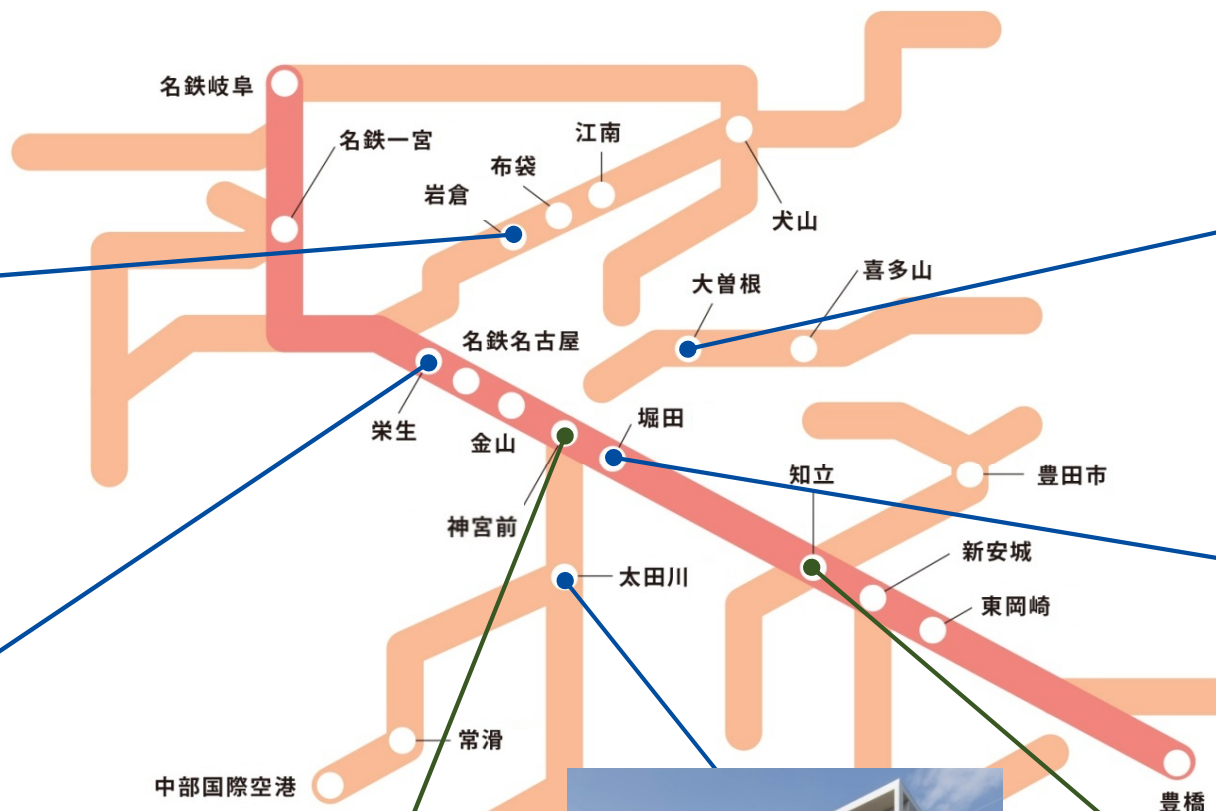 名鉄岐阜
名鉄一宮
江南
布袋
岩倉
犬山
喜多山
大曽根
名鉄名古屋
栄生
金山
堀田
知立
豊田市
神宮前
新安城
太田川
東岡崎
常滑
中部国際空港
豊橋